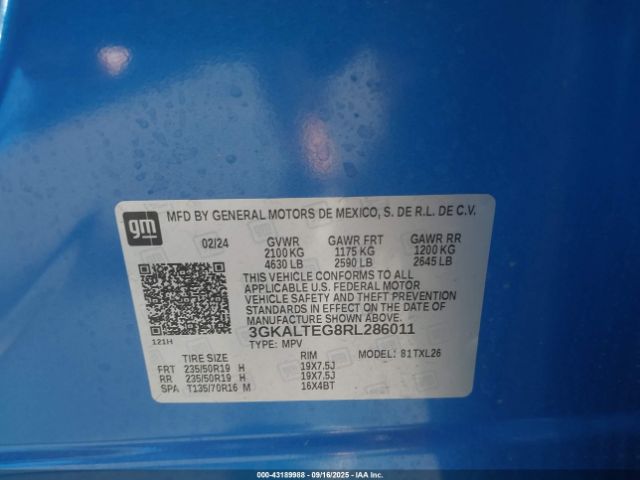 gm
MFD BY GENERAL MOTORS DE MEXICO, S. DE R.L. DE C.V.
02/24 GVWR GAWR FRT GAWR RR
2100 KG 1175 KG 1200 KG
4630 LB 2590 LB 2645 LB
THIS VEHICLE CONFORMS TO ALL
APPLICABLE U.S. FEDERAL MOTOR
VEHICLE SAFETY AND THEFT PREVENTION
STANDARDS IN EFFECT ON THE DATE OF
MANUFACTURE SHOWN ABOVE.
3GKALTEG8RL286011
121H TYPE: MPV MODEL: 81TXL26
TIRE SIZE RIM
FRT 235/50R19 H 19X7.5J
RR 235/50R19 H 19X7.5J
SPA T135/70R16 M 16X4BT
000-43189988 - 09/16/2025 - IAA Inc.